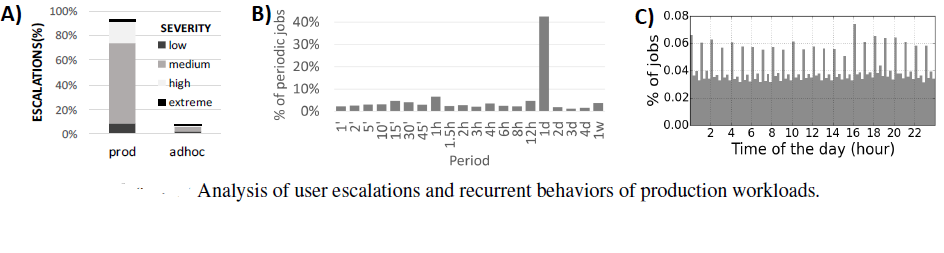 A)
ESCALATIONS(%)
100%
80%
60%
40%
20%
0%
prod
adhoc
SEVERITY
low
medium
high
extreme
B)
% of periodic jobs
40%
30%
20%
10%
0%
1' 2' 5' 10' 15' 30' 45' 1h 1.5h 2h 3h 4h 6h 8h 12h 1d 2d 3d 4d 1w
Period
C)
% of jobs
0.08
0.06
0.04
0.02
0.00
2 4 6 8 10 12 14 16 18 20 22
Time of the day (hour)
Analysis of user escalations and recurrent behaviors of production workloads.